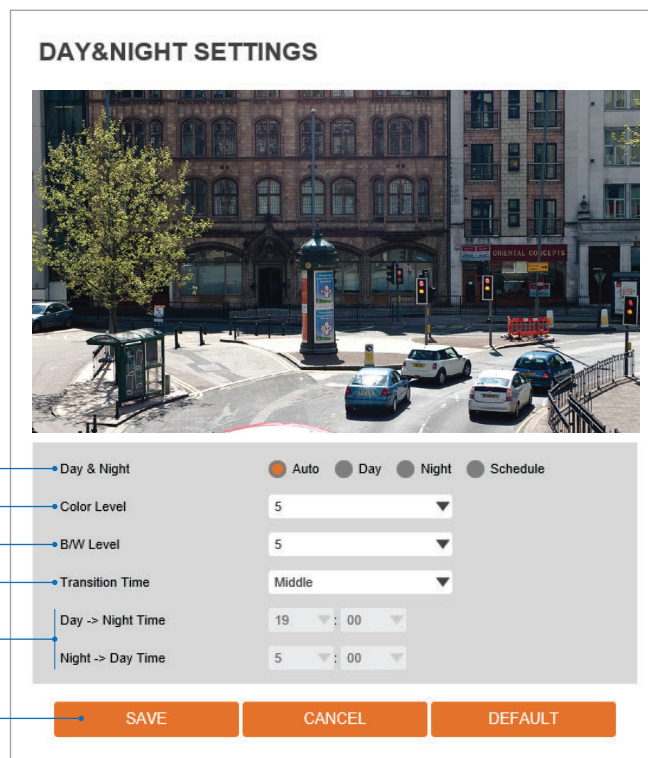 DAY&NIGHT SETTINGS
ORIENTAL CONCEPTS
Day & Night Auto Day Night Schedule
Color Level 5
B/W Level 5
Transition Time Middle
Day -> Night Time 19 : 00
Night -> Day Time 5 : 00
SAVE CANCEL DEFAULT